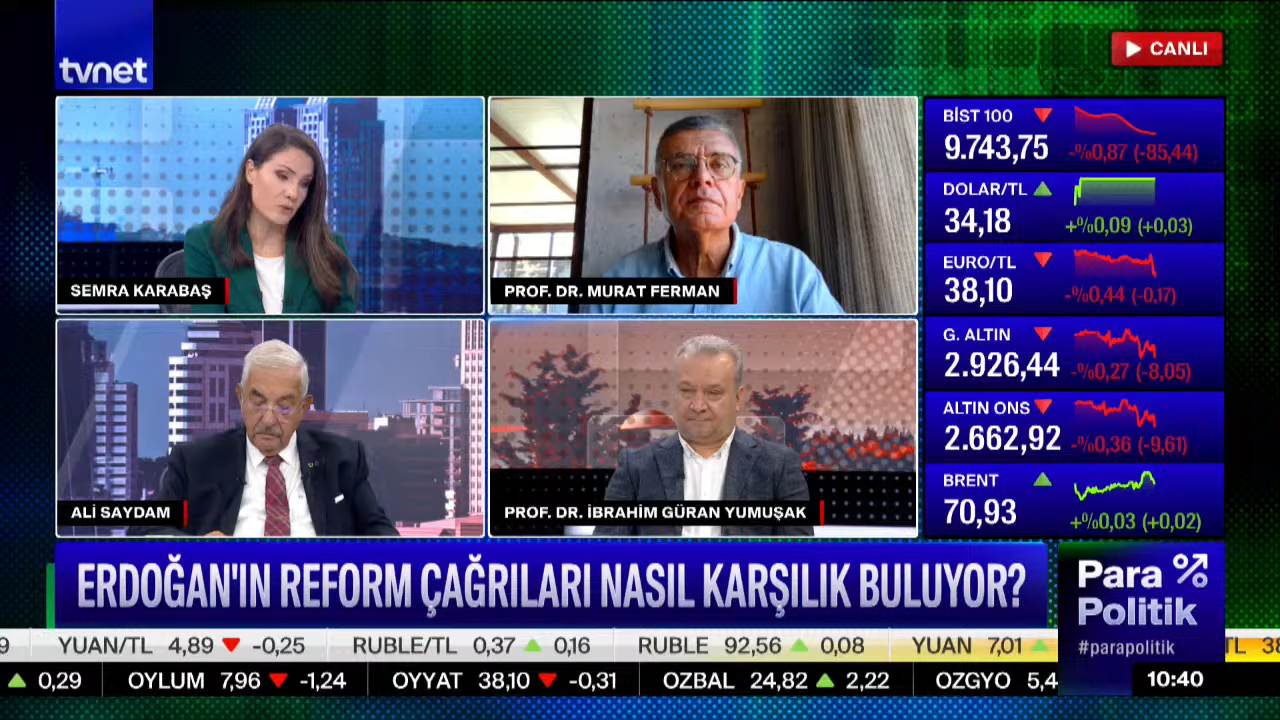 tvnet
CANLI
SEMRA KARABAŞ
PROF. DR. MURAT FERMAN
ALİ SAYDAM
PROF. DR. İBRAHİM GÜRAN YUMUŞAK
BİST 100
9.743,75 -%0,87 (-85,44)
DOLAR/TL
34,18 +%0,09 (+0,03)
EURO/TL
38,10 -%0,44 (-0,17)
G. ALTIN
2.926,44 -%0,27 (-8,05)
ALTIN ONS
2.662,92 -%0,36 (-9,61)
BRENT
70,93 +%0,03 (+0,02)
ERDOĞAN'IN REFORM ÇAĞRILARI NASIL KARŞILIK BULUYOR?
Para %
Politik
#parapolitik
9 YUAN/TL 4,89 -0,25 RUBLE/TL 0,37 0,16 RUBLE 92,56 0,08 YUAN 7,01 TL 38
0,29 OYLUM 7,96 -1,24 OYYAT 38,10 -0,31 OZBAL 24,82 2,22 OZGYO 5,4
10:40